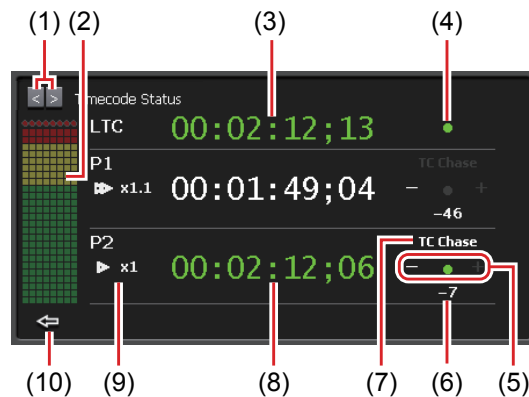 (1) (2) (3) (4)
< > Timecode Status
LTC 00:02:12;13
P1 TC Chase
x1.1 00:01:49;04 − +
−46
P2 TC Chase
x1 00:02:12;06 − +
−7
(10) (9) (8) (7) (6) (5)